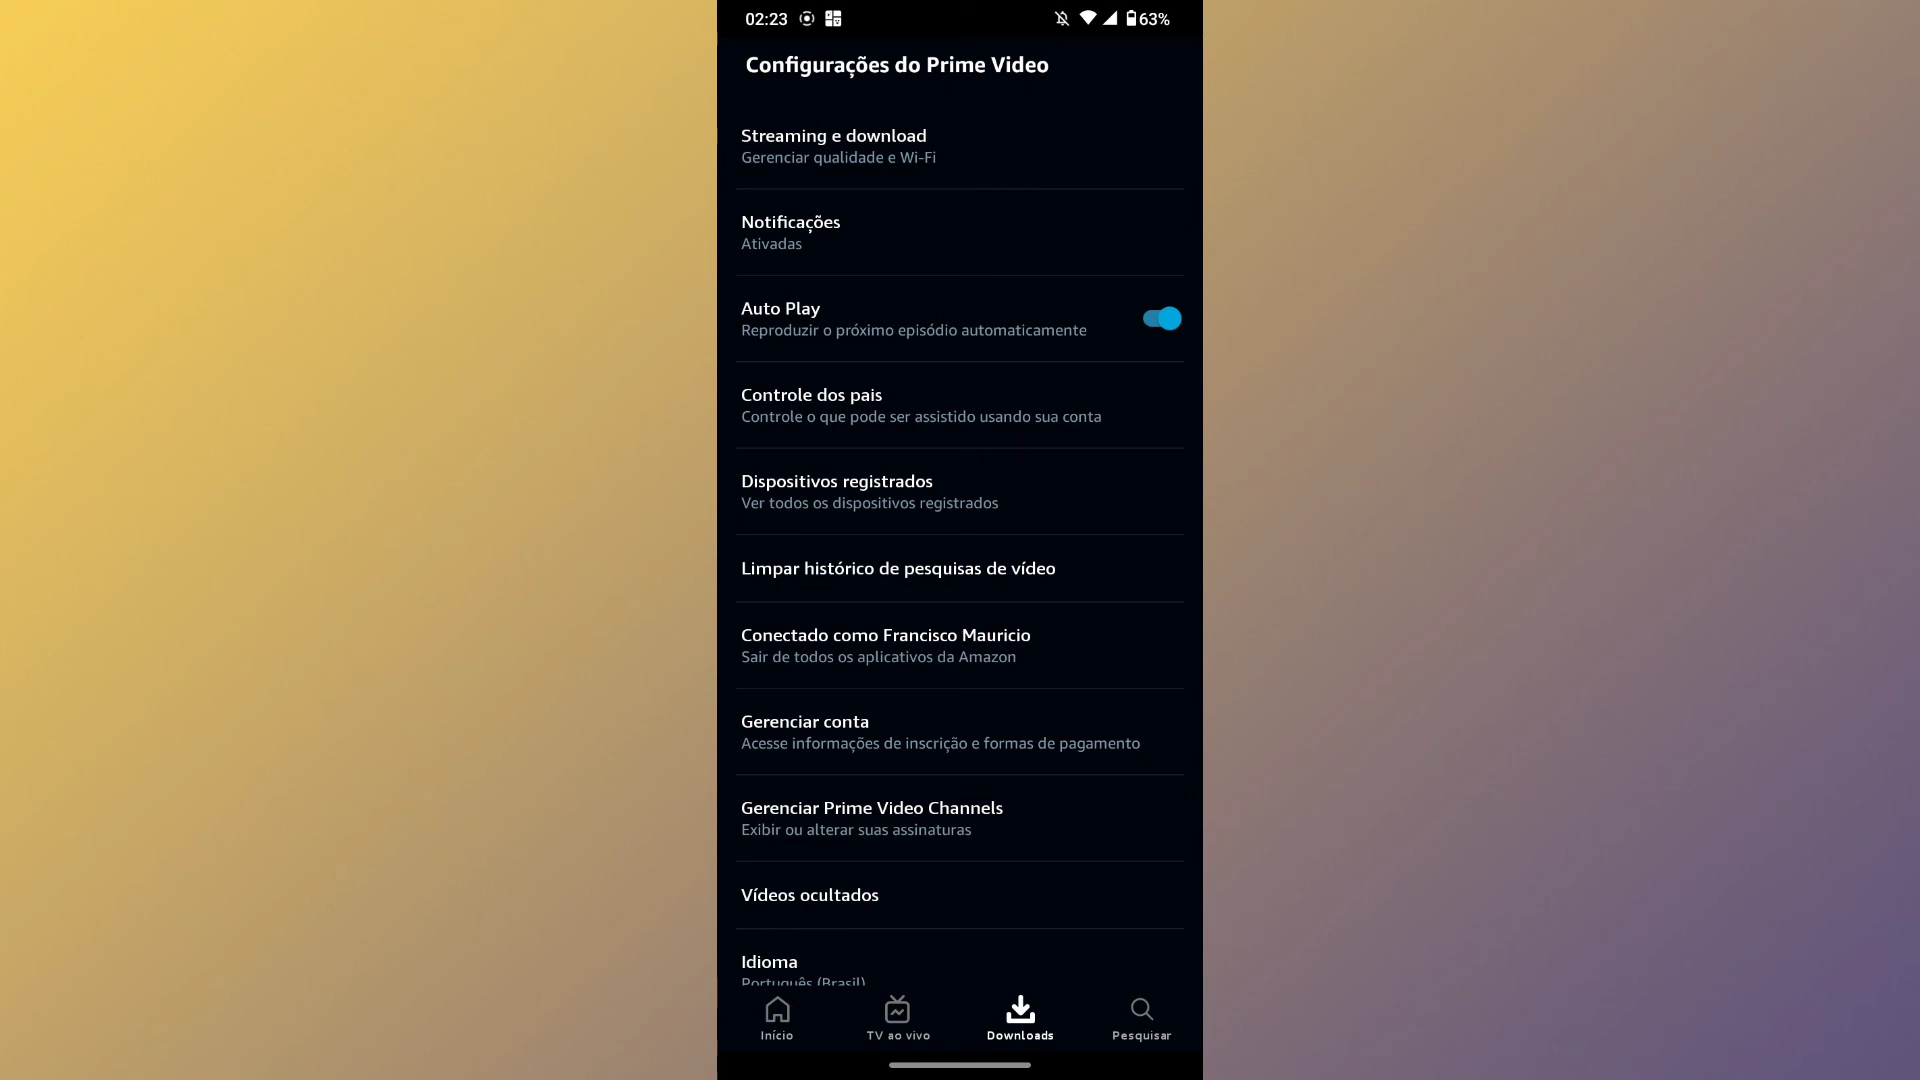 02:23
63%
Configurações do Prime Video
Streaming e download
Gerenciar qualidade e Wi-Fi
Notificações
Ativadas
Auto Play
Reproduzir o próximo episódio automaticamente
Controle dos pais
Controle o que pode ser assistido usando sua conta
Dispositivos registrados
Ver todos os dispositivos registrados
Limpar histórico de pesquisas de vídeo
Conectado como Francisco Mauricio
Sair de todos os aplicativos da Amazon
Gerenciar conta
Acesse informações de inscrição e formas de pagamento
Gerenciar Prime Video Channels
Exibir ou alterar suas assinaturas
Vídeos ocultados
Idioma
Português (Brasil)
Início
TV ao vivo
Downloads
Pesquisar